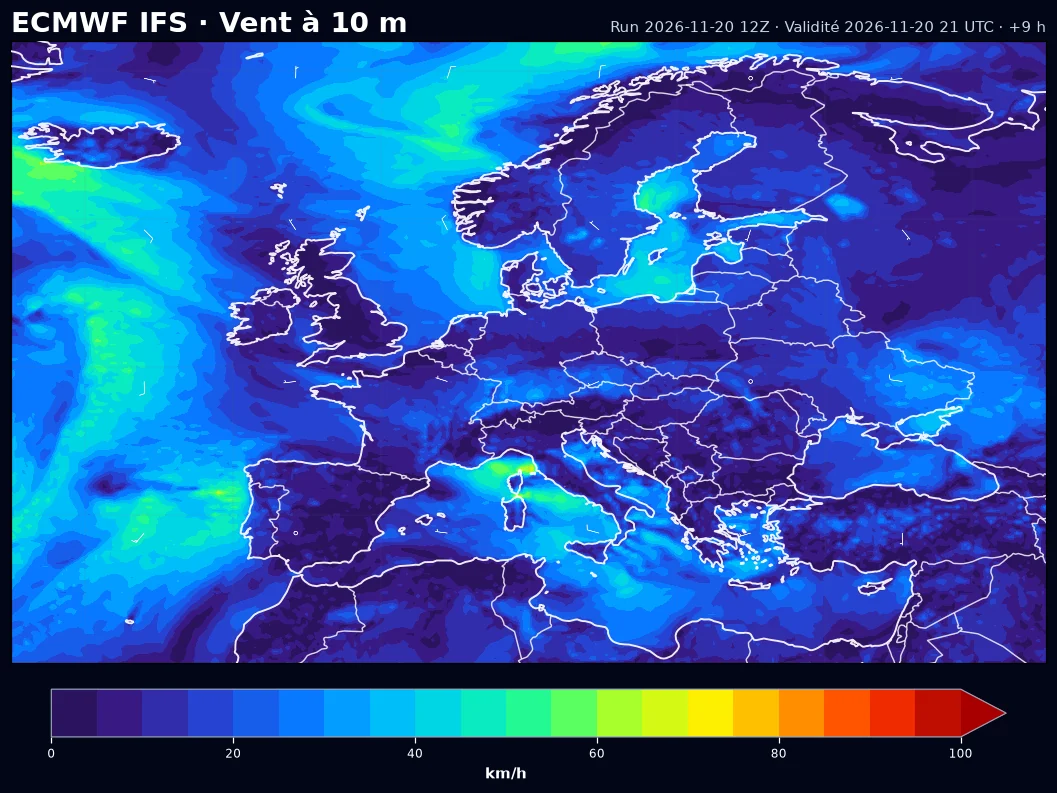 ECMWF IFS · Vent à 10 m
Run 2026-11-20 12Z · Validité 2026-11-20 21 UTC · +9 h
0 20 40 60 80 100
km/h